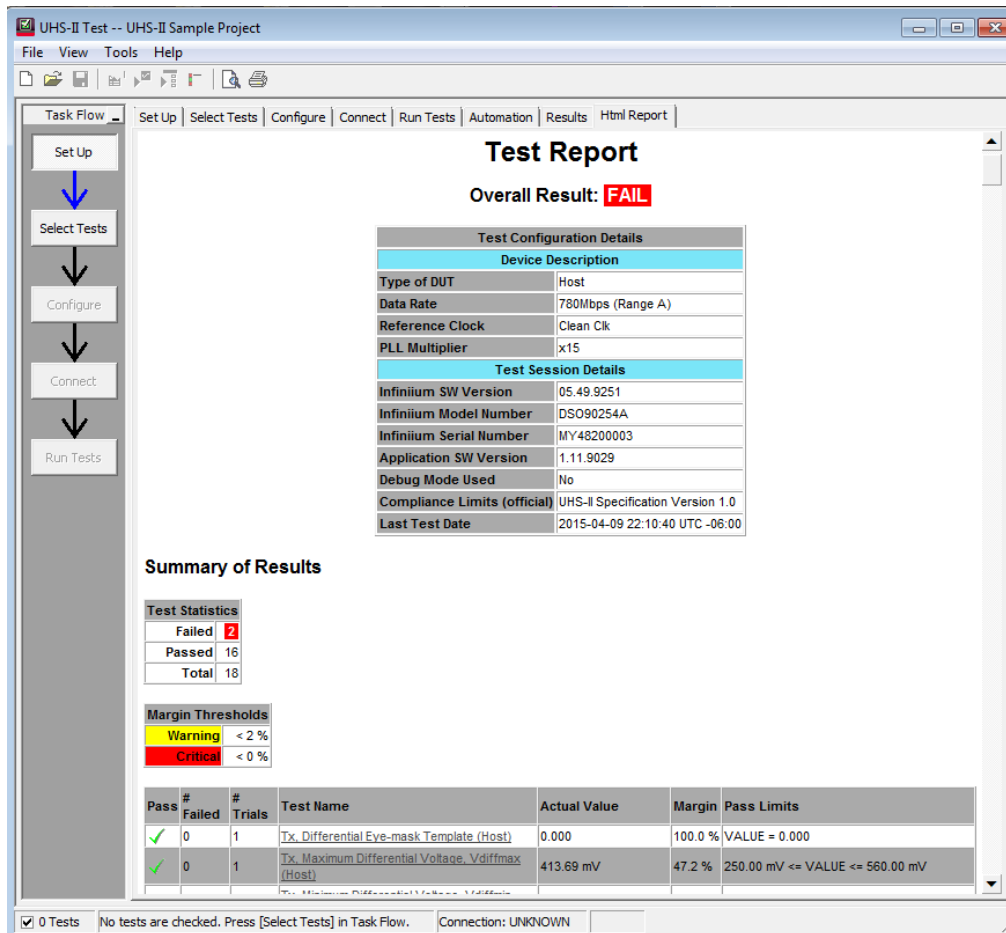 UHS-II Test -- UHS-II Sample Project
File View Tools Help
Task Flow
Set Up
Select Tests
Configure
Connect
Run Tests
Set Up Select Tests Configure Connect Run Tests Automation Results Html Report
Test Report
Overall Result: FAIL
Test Configuration Details
Device Description
Type of DUT Host
Data Rate 780Mbps (Range A)
Reference Clock Clean Clk
PLL Multiplier x15
Test Session Details
Infiniium SW Version 05.49.9251
Infiniium Model Number DSO90254A
Infiniium Serial Number MY48200003
Application SW Version 1.11.9029
Debug Mode Used No
Compliance Limits (official) UHS-II Specification Version 1.0
Last Test Date 2015-04-09 22:10:40 UTC -06:00
Summary of Results
Test Statistics
Failed 2
Passed 16
Total 18
Margin Thresholds
Warning < 2 %
Critical < 0 %
Pass # Failed # Trials Test Name Actual Value Margin Pass Limits
0 1 Tx, Differential Eye-mask Template (Host) 0.000 100.0 % VALUE = 0.000
0 1 Tx, Maximum Differential Voltage, Vdiffmax (Host) 413.69 mV 47.2 % 250.00 mV <= VALUE <= 560.00 mV
Tx, Minimum Differential Voltage, Vdiffmin
0 Tests No tests are checked. Press [Select Tests] in Task Flow. Connection: UNKNOWN